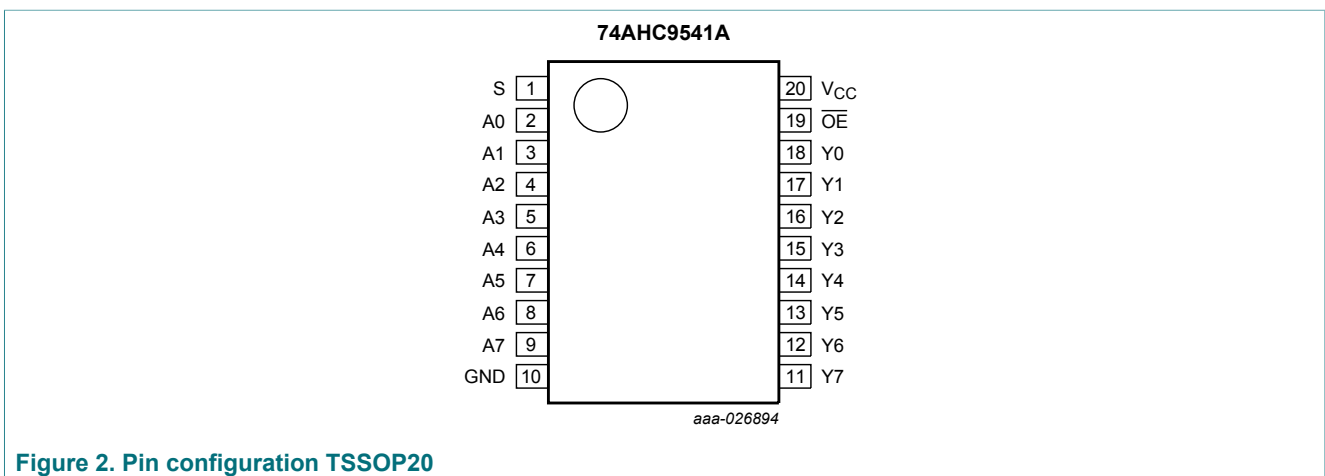 74AHC9541A
S 1 20 VCC
A0 2 19 OE
A1 3 18 Y0
A2 4 17 Y1
A3 5 16 Y2
A4 6 15 Y3
A5 7 14 Y4
A6 8 13 Y5
A7 9 12 Y6
GND 10 11 Y7
aaa-026894
Figure 2. Pin configuration TSSOP20